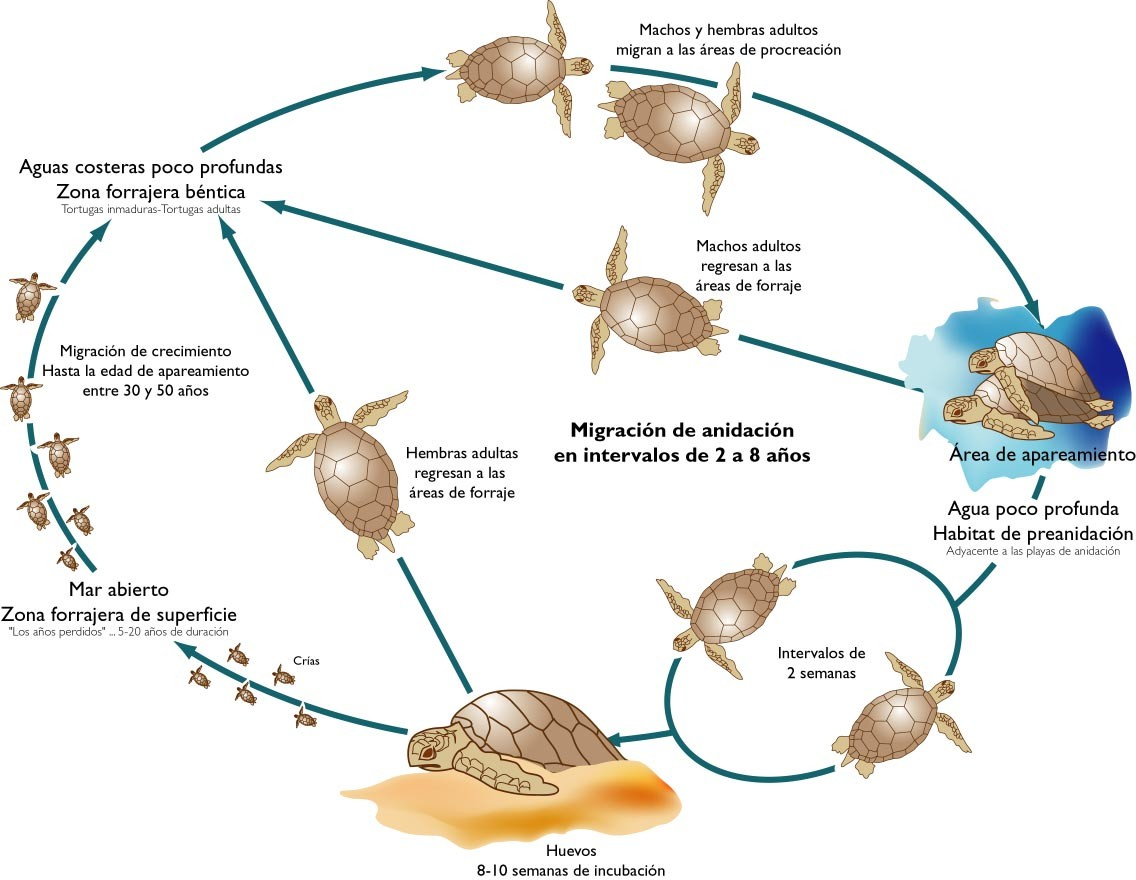 Machos y hembras adultos
migran a las áreas de procreación
Aguas costeras poco profundas
Zona forrajera béntica
Tortugas inmaduras-Tortugas adultas
Machos adultos
regresan a las
áreas de forraje
Migración de crecimiento
Hasta la edad de apareamiento
entre 30 y 50 años
Migración de anidación
en intervalos de 2 a 8 años
Hembras adultas
regresan a las
áreas de forraje
Área de apareamiento
Agua poco profunda
Habitat de preanidación
Adyacente a las playas de anidación
Mar abierto
Zona forrajera de superficie
"Los años perdidos" ... 5-20 años de duración
Crías
Intervalos de
2 semanas
Huevos
8-10 semanas de incubación